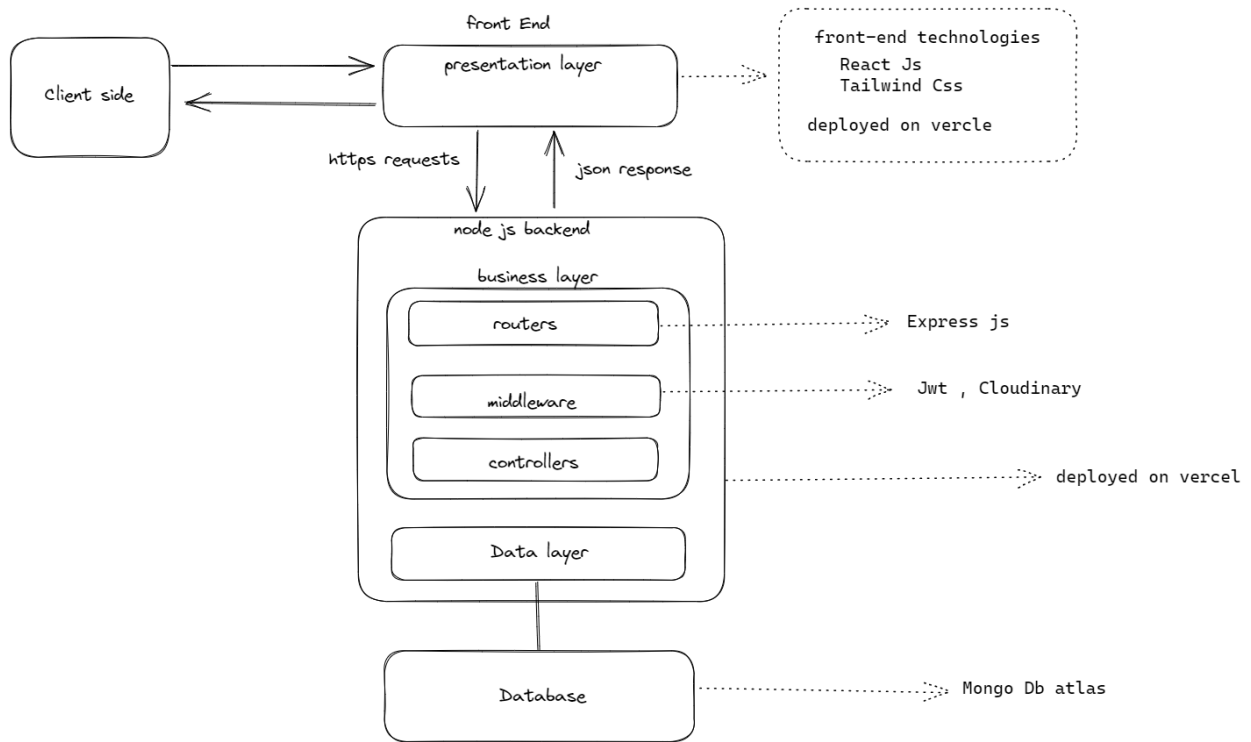 front End
Client side
presentation layer
front-end technologies
React Js
Tailwind Css
deployed on vercle
https requests
json response
node js backend
business layer
routers
Express js
middleware
Jwt , Cloudinary
controllers
deployed on vercel
Data layer
Database
Mongo Db atlas